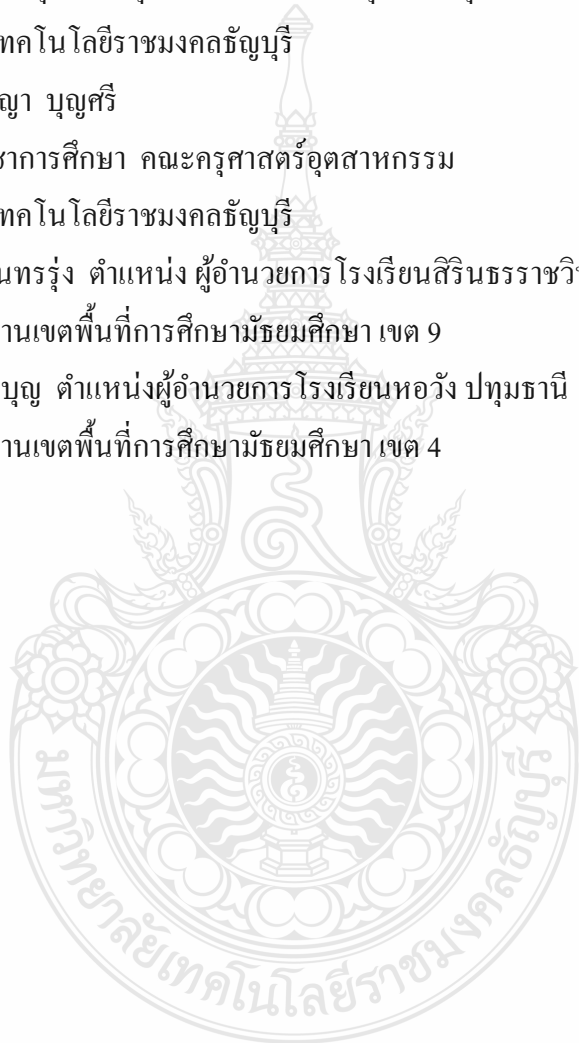 ทคโนโลยีราชมงคลธัญบุรี
ญา บุญศรี
ชาการศึกษา คณะครุศาสตร์อุตสาหกรรม
ทคโนโลยีราชมงคลธัญบุรี
นทรรุ่ง ตำแหน่ง ผู้อำนวยการโรงเรียนสิรินธรราชวิ
านเขตพื้นที่การศึกษามัธยมศึกษา เขต 9
บุญ ตำแหน่งผู้อำนวยการโรงเรียนหอวัง ปทุมธานี
านเขตพื้นที่การศึกษามัธยมศึกษา เขต 4
มหาวิทยาลัยเทคโนโลยีราชมงคลธัญบุรี